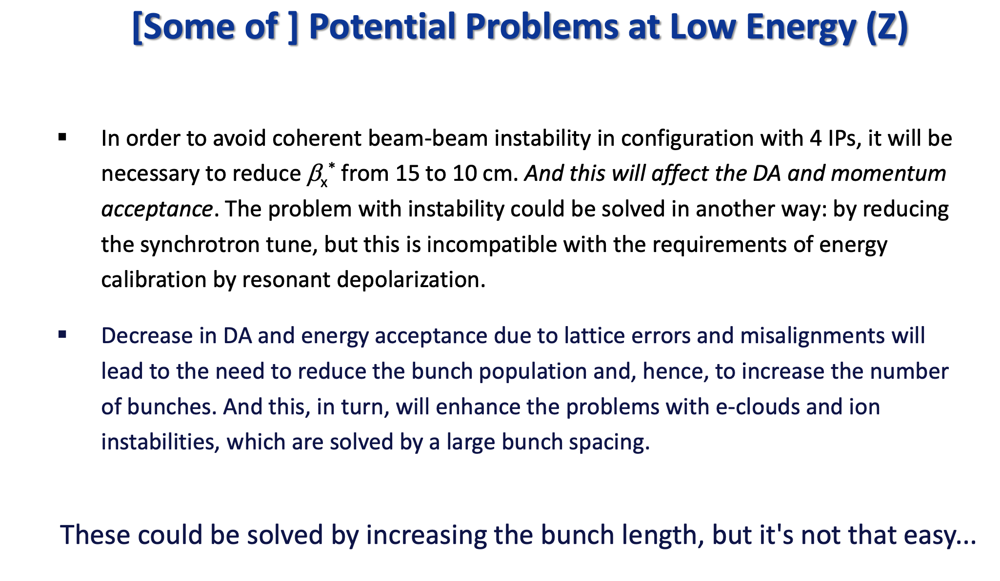 [Some of ] Potential Problems at Low Energy (Z)
▪ In order to avoid coherent beam-beam instability in configuration with 4 IPs, it will be
necessary to reduce βx* from 15 to 10 cm. And this will affect the DA and momentum
acceptance. The problem with instability could be solved in another way: by reducing
the synchrotron tune, but this is incompatible with the requirements of energy
calibration by resonant depolarization.
▪ Decrease in DA and energy acceptance due to lattice errors and misalignments will
lead to the need to reduce the bunch population and, hence, to increase the number
of bunches. And this, in turn, will enhance the problems with e-clouds and ion
instabilities, which are solved by a large bunch spacing.
These could be solved by increasing the bunch length, but it's not that easy...